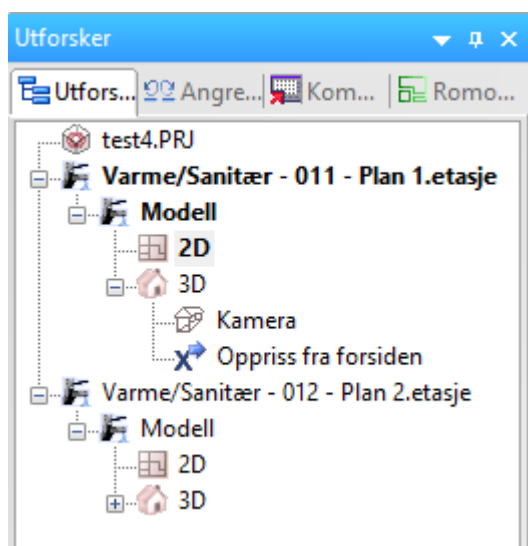 Utforsker
Utfors... Angre... Kom... Romo...
test4.PRJ
Varme/Sanitær - 011 - Plan 1.etasje
Modell
2D
3D
Kamera
Oppriss fra forsiden
Varme/Sanitær - 012 - Plan 2.etasje
Modell
2D
3D